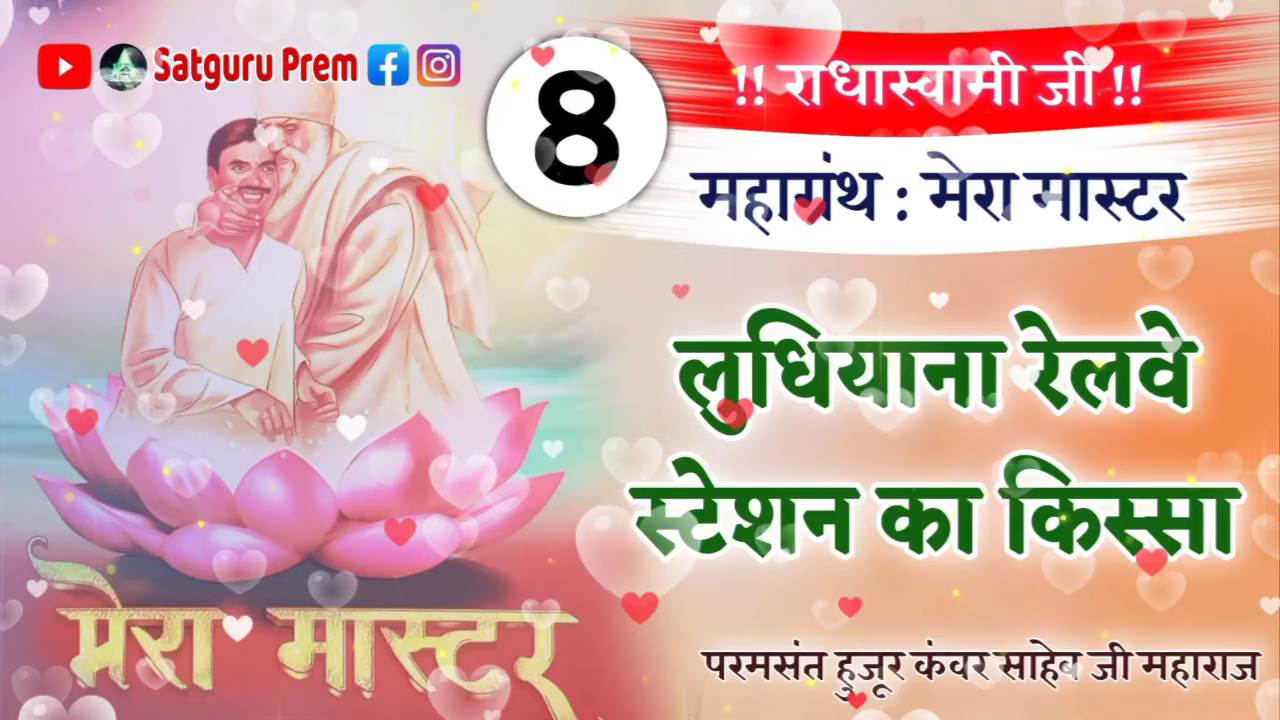 Satguru Prem
8
!! राधास्वामी जी !!
महाग्रंथ : मेरा मास्टर
लुधियाना रेलवे
स्टेशन का किस्सा
मेरा मास्टर
परमसंत हुजूर कंवर साहेब जी महाराज